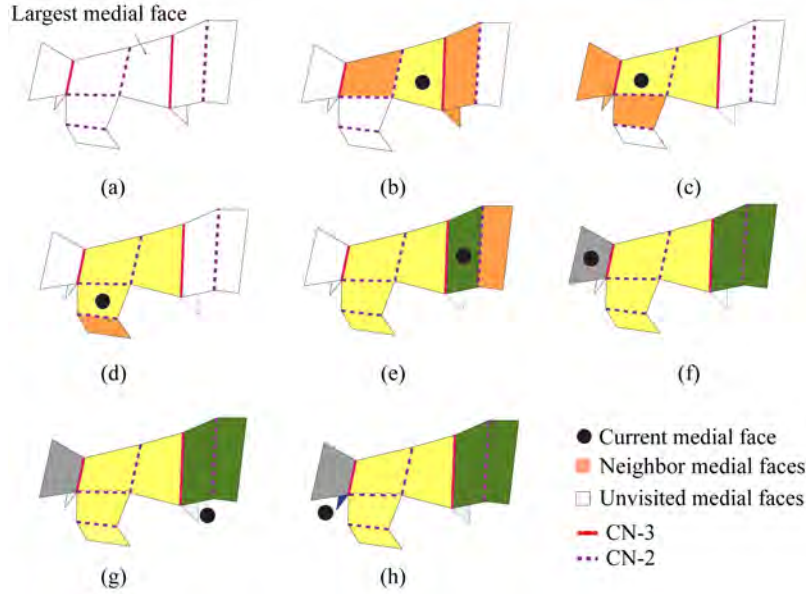 Largest medial face
(a)
(b)
(c)
(d)
(e)
(f)
(g)
(h)
Current medial face
Neighbor medial faces
Unvisited medial faces
CN-3
CN-2